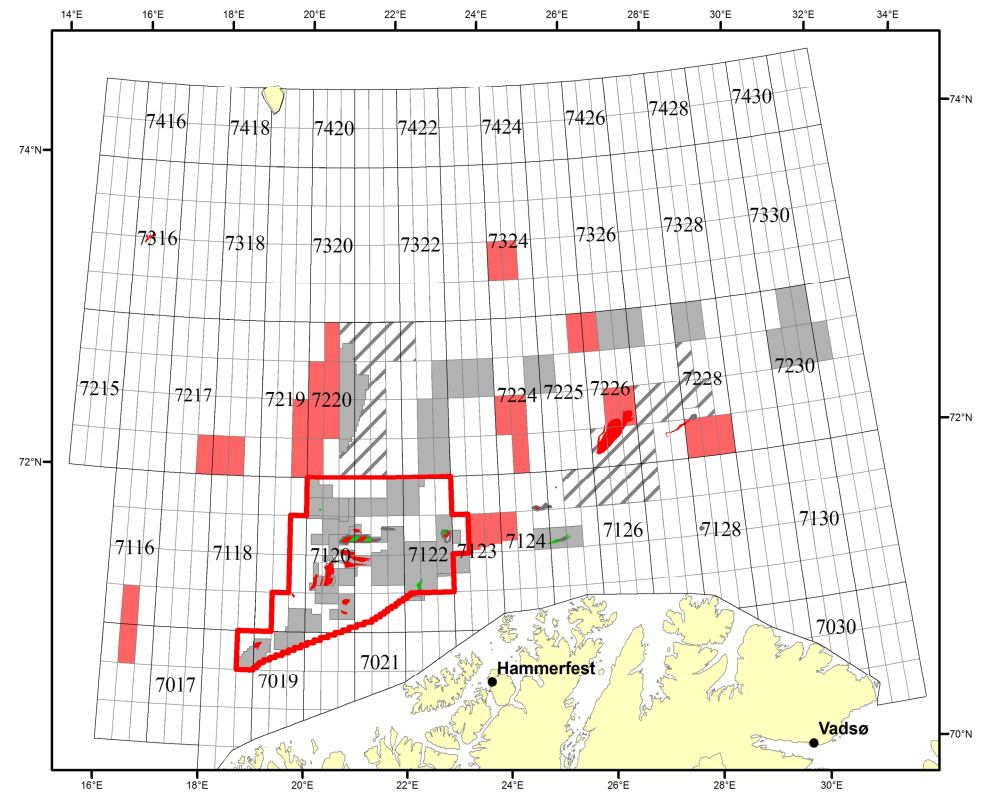 14°E 16°E 18°E 20°E 22°E 24°E 26°E 28°E 30°E 32°E 34°E
7416 7418 7420 7422 7424 7426 7428 7430
74°N 74°N
7316 7318 7320 7322 7324 7326 7328 7330
7215 7217 7219 7220 7224 7225 7226 7228 7230
72°N 72°N
7116 7118 7120 7122 7123 7124 7126 7128 7130
7017 7019 7021 7030
Hammerfest
Vadsø
70°N
16°E 18°E 20°E 22°E 24°E 26°E 28°E 30°E